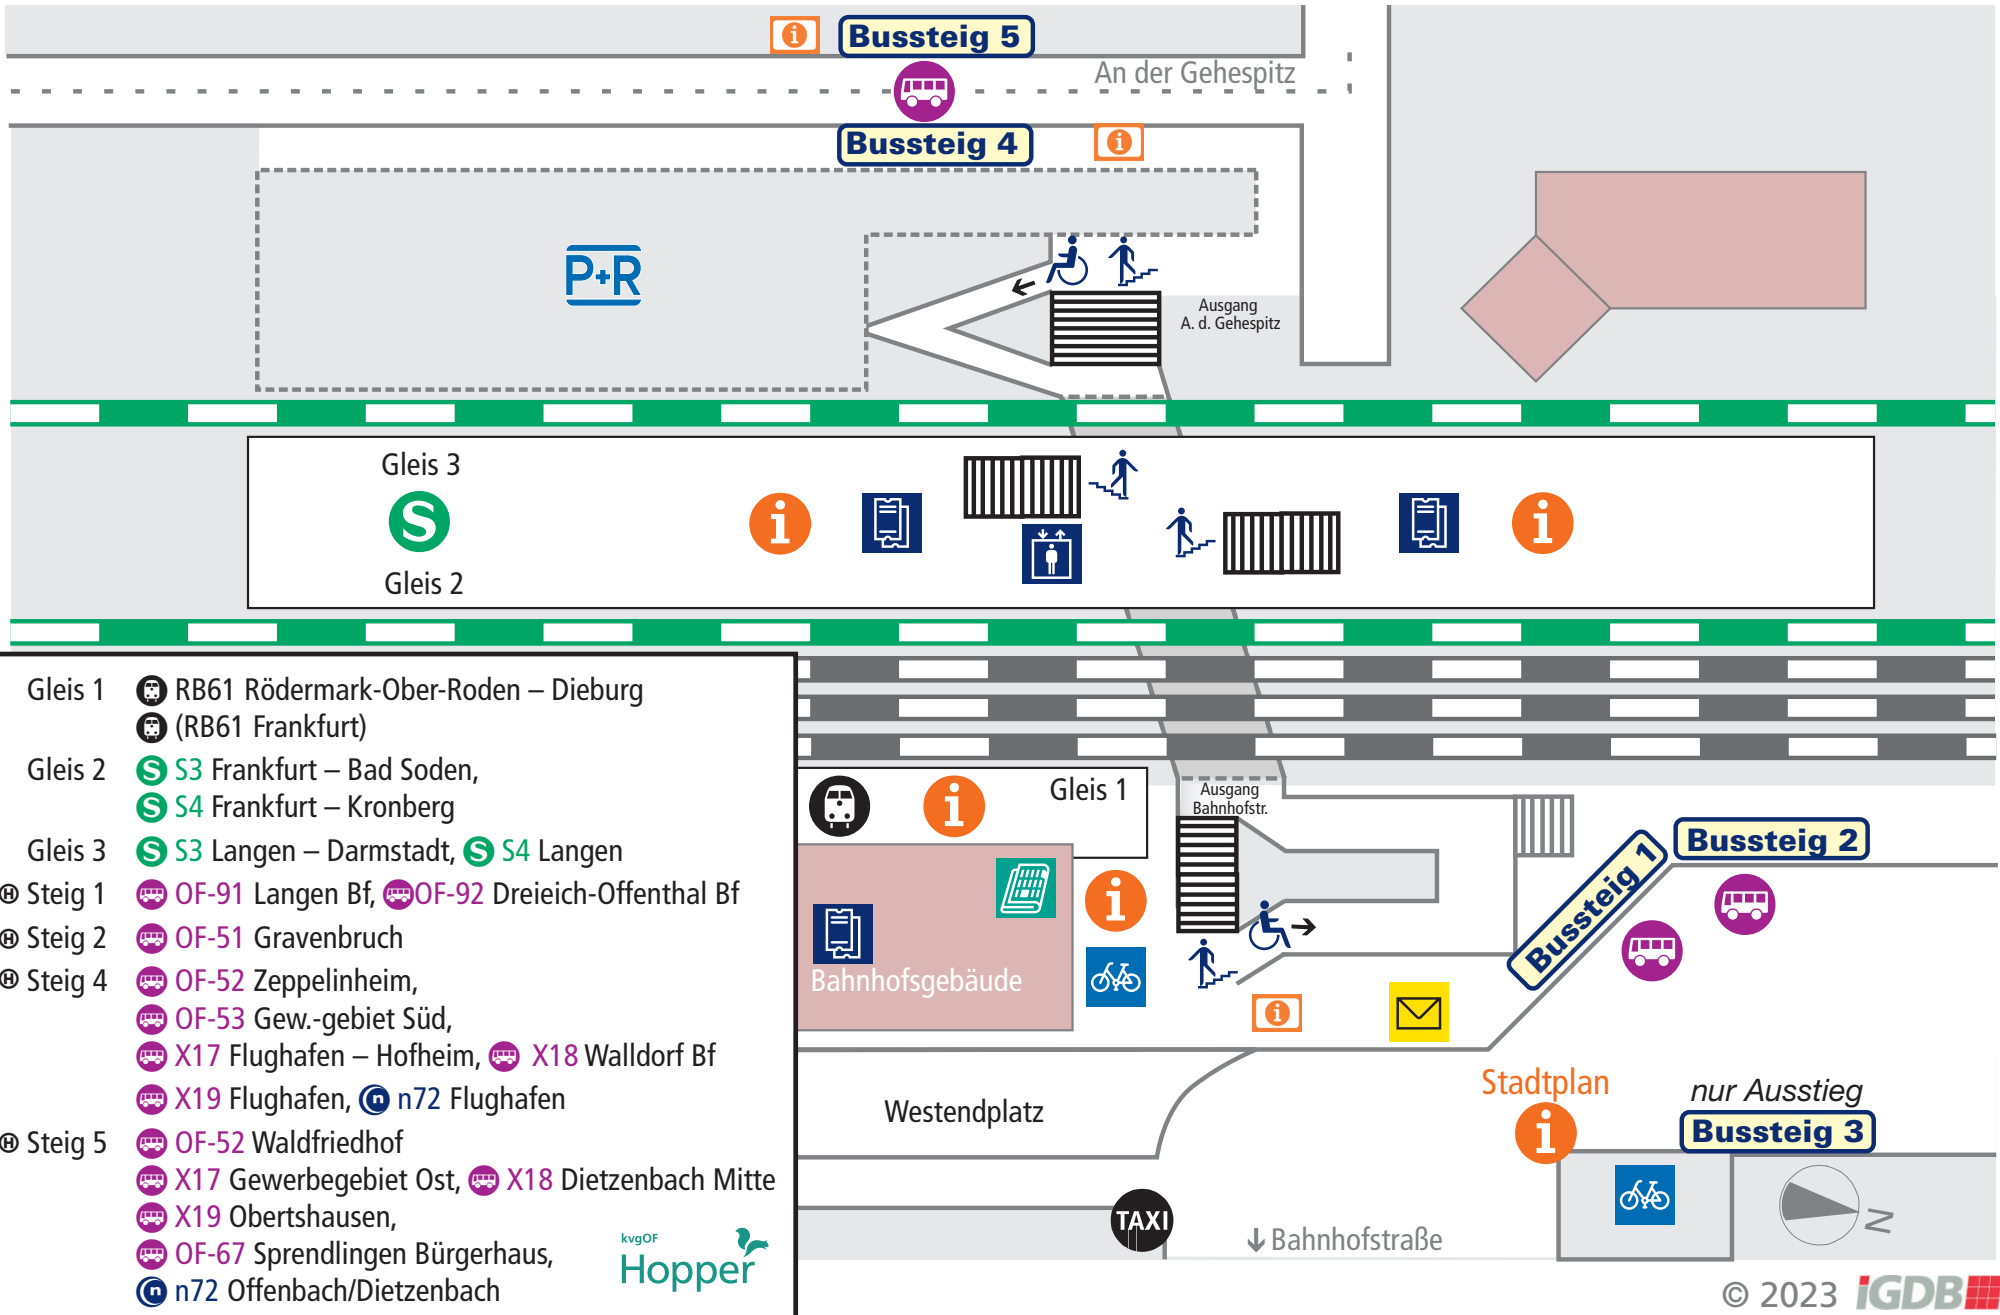 Bussteig 5
An der Gehespitz
Bussteig 4
P+R
Ausgang
A. d. Gehespitz
Gleis 3
S
Gleis 2
Gleis 1 RB61 Rödermark-Ober-Roden – Dieburg
(RB61 Frankfurt)
Gleis 2 S S3 Frankfurt – Bad Soden,
S S4 Frankfurt – Kronberg
Gleis 3 S S3 Langen – Darmstadt, S S4 Langen
H Steig 1 OF-91 Langen Bf, OF-92 Dreieich-Offenthal Bf
H Steig 2 OF-51 Gravenbruch
H Steig 4 OF-52 Zeppelinheim,
OF-53 Gew.-gebiet Süd,
X17 Flughafen – Hofheim, X18 Walldorf Bf
X19 Flughafen, n n72 Flughafen
H Steig 5 OF-52 Waldfriedhof
X17 Gewerbegebiet Ost, X18 Dietzenbach Mitte
X19 Obertshausen,
OF-67 Sprendlingen Bürgerhaus,
n n72 Offenbach/Dietzenbach
kvgOF
Hopper
Gleis 1
Ausgang
Bahnhofstr.
Bussteig 1
Bussteig 2
Bahnhofsgebäude
Westendplatz
Stadtplan
nur Ausstieg
Bussteig 3
TAXI
Bahnhofstraße
N
© 2023 iGDB